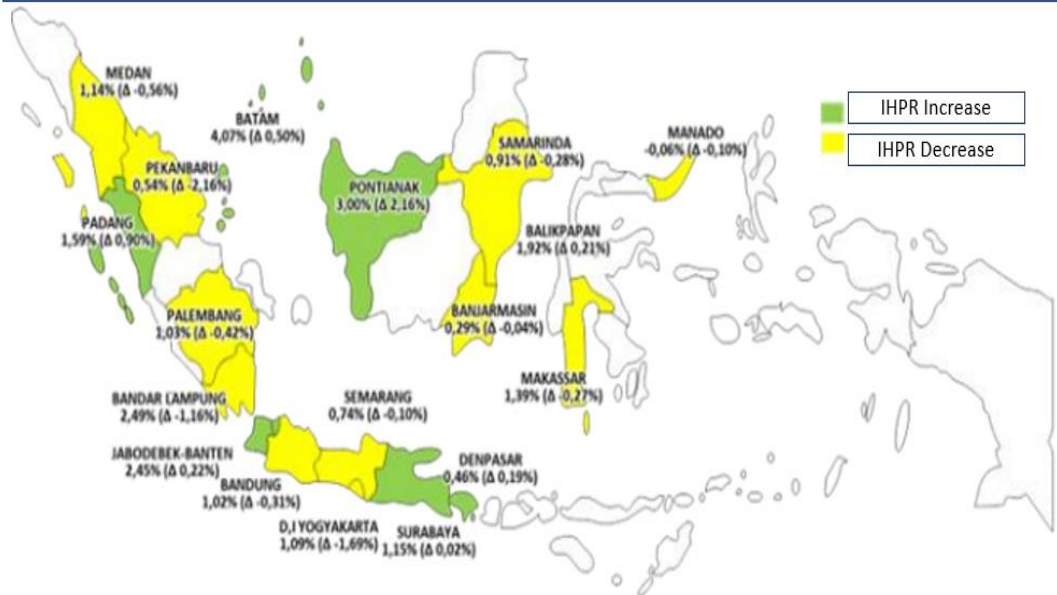 MEDAN
1,14% (Δ -0,56%)
BATAM
4,07% (Δ 0,50%)
PEKANBARU
0,54% (Δ -2,16%)
PADANG
1,59% (Δ 0,90%)
PONTIANAK
3,00% (Δ 2,16%)
SAMARINDA
0,91% (Δ -0,28%)
MANADO
-0,06% (Δ -0,10%)
IHPR Increase
IHPR Decrease
BALIKPAPAN
1,92% (Δ 0,21%)
PALEMBANG
1,03% (Δ -0,42%)
BANJARMASIN
0,29% (Δ -0,04%)
MAKASSAR
1,39% (Δ -0,27%)
BANDAR LAMPUNG
2,49% (Δ -1,16%)
SEMARANG
0,74% (Δ -0,10%)
JABODEBEK-BANTEN
2,45% (Δ 0,22%)
BANDUNG
1,02% (Δ -0,31%)
DENPASAR
0,46% (Δ 0,19%)
D,I YOGYAKARTA
1,09% (Δ -1,69%)
SURABAYA
1,15% (Δ 0,02%)